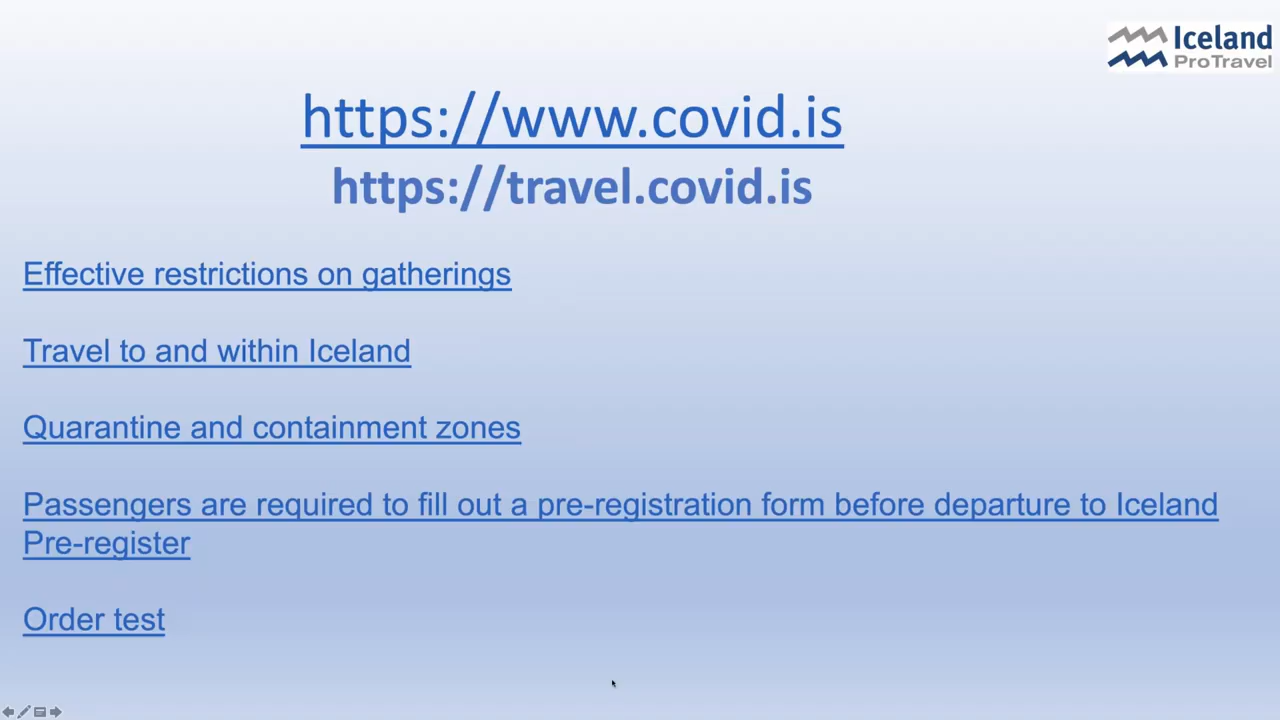 Iceland
ProTravel
https://www.covid.is
https://travel.covid.is
Effective restrictions on gatherings
Travel to and within Iceland
Quarantine and containment zones
Passengers are required to fill out a pre-registration form before departure to Iceland
Pre-register
Order test